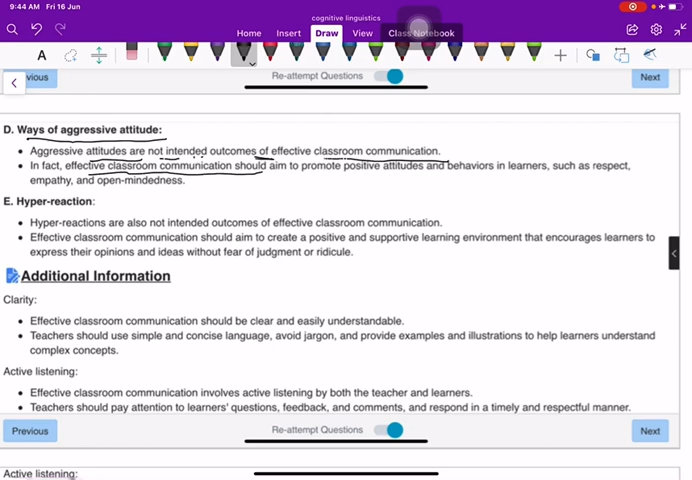 9:44 AM Fri 16 Jun
cognitive linguistics
Home Insert Draw View Class Notebook
Re-attempt Questions
Next
D. Ways of aggressive attitude:
• Aggressive attitudes are not intended outcomes of effective classroom communication.
• In fact, effective classroom communication should aim to promote positive attitudes and behaviors in learners, such as respect,
empathy, and open-mindedness.
E. Hyper-reaction:
• Hyper-reactions are also not intended outcomes of effective classroom communication.
• Effective classroom communication should aim to create a positive and supportive learning environment that encourages learners to
express their opinions and ideas without fear of judgment or ridicule.
Additional Information
Clarity:
• Effective classroom communication should be clear and easily understandable.
• Teachers should use simple and concise language, avoid jargon, and provide examples and illustrations to help learners understand
complex concepts.
Active listening:
• Effective classroom communication involves active listening by both the teacher and learners.
• Teachers should pay attention to learners' questions, feedback, and comments, and respond in a timely and respectful manner.
Previous Re-attempt Questions Next
Active listening: